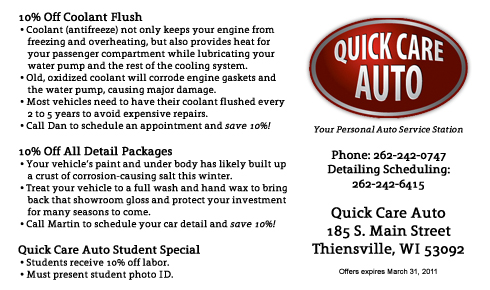 10% Off Coolant Flush
• Coolant (antifreeze) not only keeps your engine from
freezing and overheating, but also provides heat for
your passenger compartment while lubricating your
water pump and the rest of the cooling system.
• Old, oxidized coolant will corrode engine gaskets and
the water pump, causing major damage.
• Most vehicles need to have their coolant flushed every
2 to 5 years to avoid expensive repairs.
• Call Dan to schedule an appointment and save 10%!
10% Off All Detail Packages
• Your vehicle's paint and under body has likely built up
a crust of corrosion-causing salt this winter.
• Treat your vehicle to a full wash and hand wax to bring
back that showroom gloss and protect your investment
for many seasons to come.
• Call Martin to schedule your car detail and save 10%!
Quick Care Auto Student Special
• Students receive 10% off labor.
• Must present student photo ID.
QUICK CARE
AUTO
Your Personal Auto Service Station
Phone: 262-242-0747
Detailing Scheduling:
262-242-6415
Quick Care Auto
185 S. Main Street
Thiensville, WI 53092
Offers expires March 31, 2011